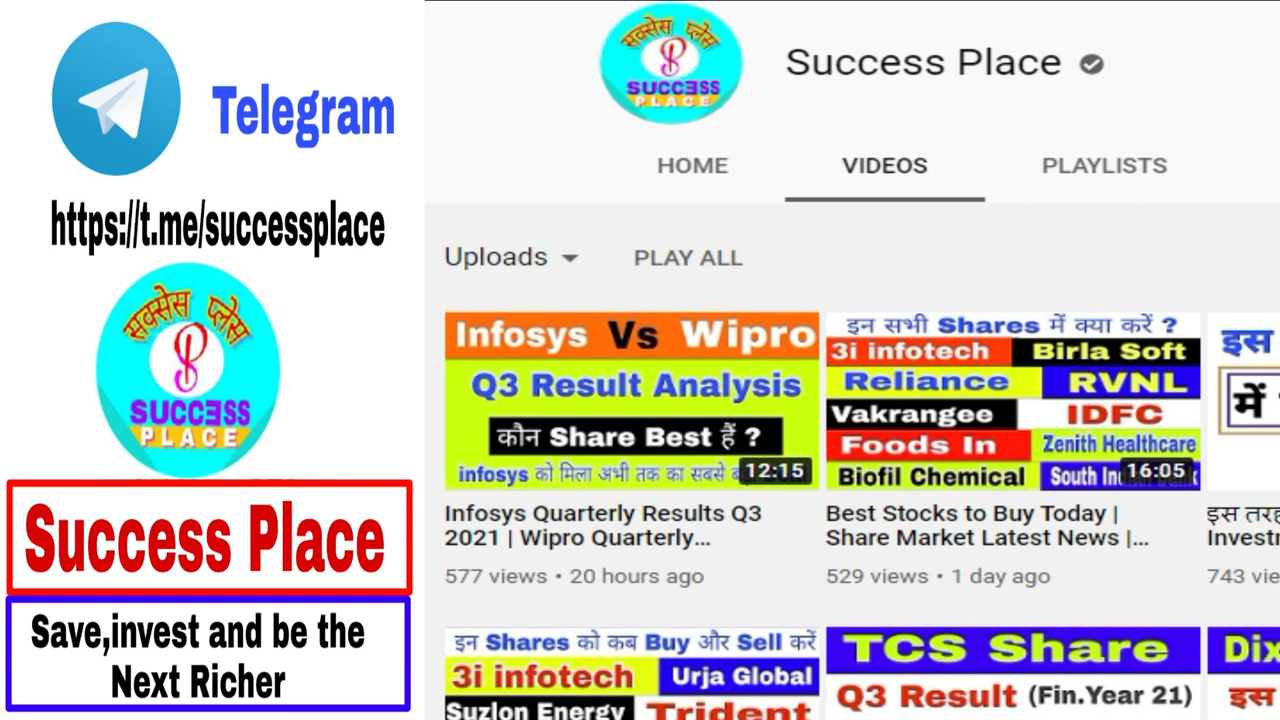 Telegram
https://t.me/successplace
सक्सेस प्लेस
SUCCESS
PLACE
Success Place
Save,invest and be the
Next Richer
सक्सेस प्लेस
SUCCESS
PLACE
Success Place
HOME
VIDEOS
PLAYLISTS
Uploads
PLAY ALL
Infosys Vs Wipro
Q3 Result Analysis
कौन Share Best हैं ?
infosys को मिला अभी तक का सबसे
12:15
Infosys Quarterly Results Q3
2021 | Wipro Quarterly...
577 views • 20 hours ago
इन सभी Shares में क्या करें ?
3i infotech
Birla Soft
Reliance
RVNL
Vakrangee
IDFC
Foods In
Zenith Healthcare
Biofil Chemical
South
16:05
Best Stocks to Buy Today |
Share Market Latest News |...
529 views • 1 day ago
इस
में
इस
743
इन Shares को कब Buy और Sell करें
3i infotech
Urja Global
Suzlon Energy
Trident
TCS Share
Q3 Result (Fin.Year 21)
इस